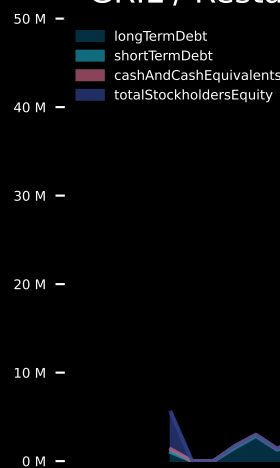 50 M
longTermDebt
shortTermDebt
cashAndCashEquivalents
totalStockholdersEquity
40 M
30 M
20 M
10 M
0 M